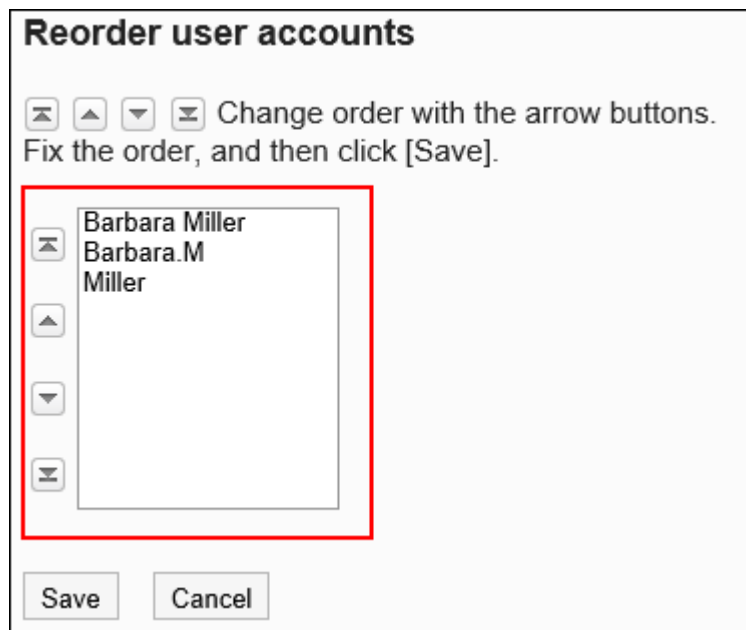 Reorder user accounts
Change order with the arrow buttons.
Fix the order, and then click [Save].
Barbara Miller
Barbara.M
Miller
Save Cancel